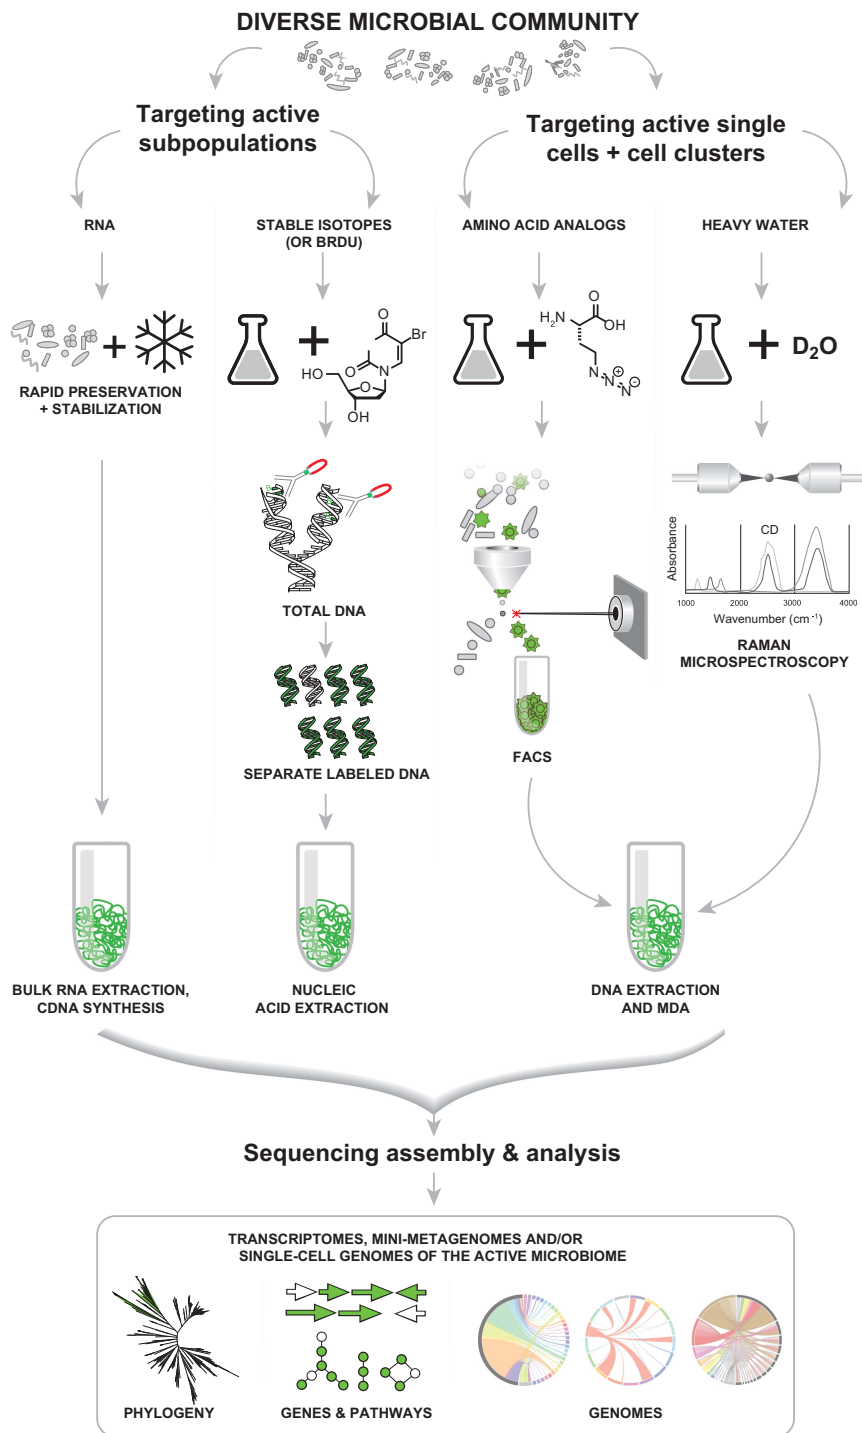 DIVERSE MICROBIAL COMMUNITY
Targeting active
subpopulations
Targeting active single
cells + cell clusters
RNA
STABLE ISOTOPES
(OR BRDU)
AMINO ACID ANALOGS
HEAVY WATER
RAPID PRESERVATION
+ STABILIZATION
O
Br
O
N
HO
O
OH
O
H2N
OH
N N N
+ −
D2O
TOTAL DNA
SEPARATE LABELED DNA
FACS
Absorbance
CD
1000 2000 3000 4000
Wavenumber (cm -1)
RAMAN
MICROSPECTROSCOPY
BULK RNA EXTRACTION,
CDNA SYNTHESIS
NUCLEIC
ACID EXTRACTION
DNA EXTRACTION
AND MDA
Sequencing assembly & analysis
TRANSCRIPTOMES, MINI-METAGENOMES AND/OR
SINGLE-CELL GENOMES OF THE ACTIVE MICROBIOME
PHYLOGENY
GENES & PATHWAYS
GENOMES